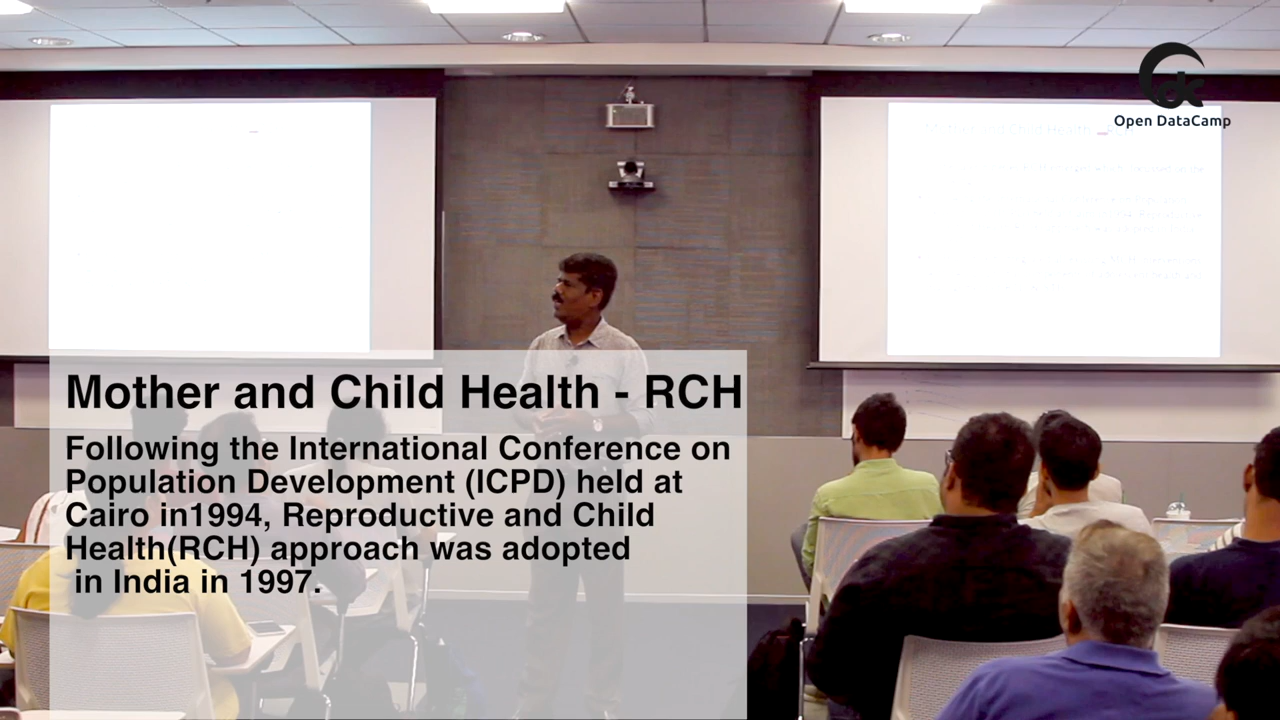 Open DataCamp
Mother and Child Health - RCH
Following the International Conference on
Population Development (ICPD) held at
Cairo in1994, Reproductive and Child
Health(RCH) approach was adopted
in India in 1997.